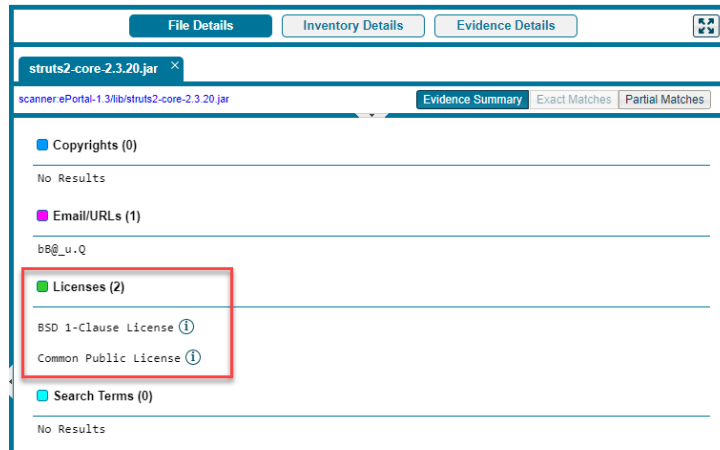 File Details
Inventory Details
Evidence Details
struts2-core-2.3.20.jar ×
scanner:ePortal-1.3/lib/struts2-core-2.3.20.jar
Evidence Summary
Exact Matches
Partial Matches
Copyrights (0)
No Results
Email/URLs (1)
bB@_u.Q
Licenses (2)
BSD 1-Clause License
Common Public License
Search Terms (0)
No Results